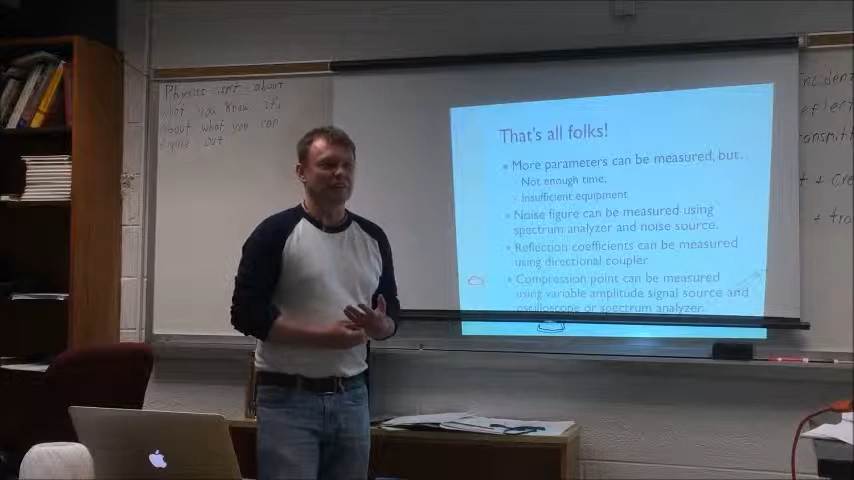 Physics isn't about
what you know it's
about what you can
figure out
That's all folks!
More parameters can be measured, but..
Not enough time,
Insufficient equipment
Noise figure can be measured using
spectrum analyzer and noise source.
Reflection coefficients can be measured
using directional coupler.
Compression point can be measured
using variable amplitude signal source and
oscilloscope or spectrum analyzer.